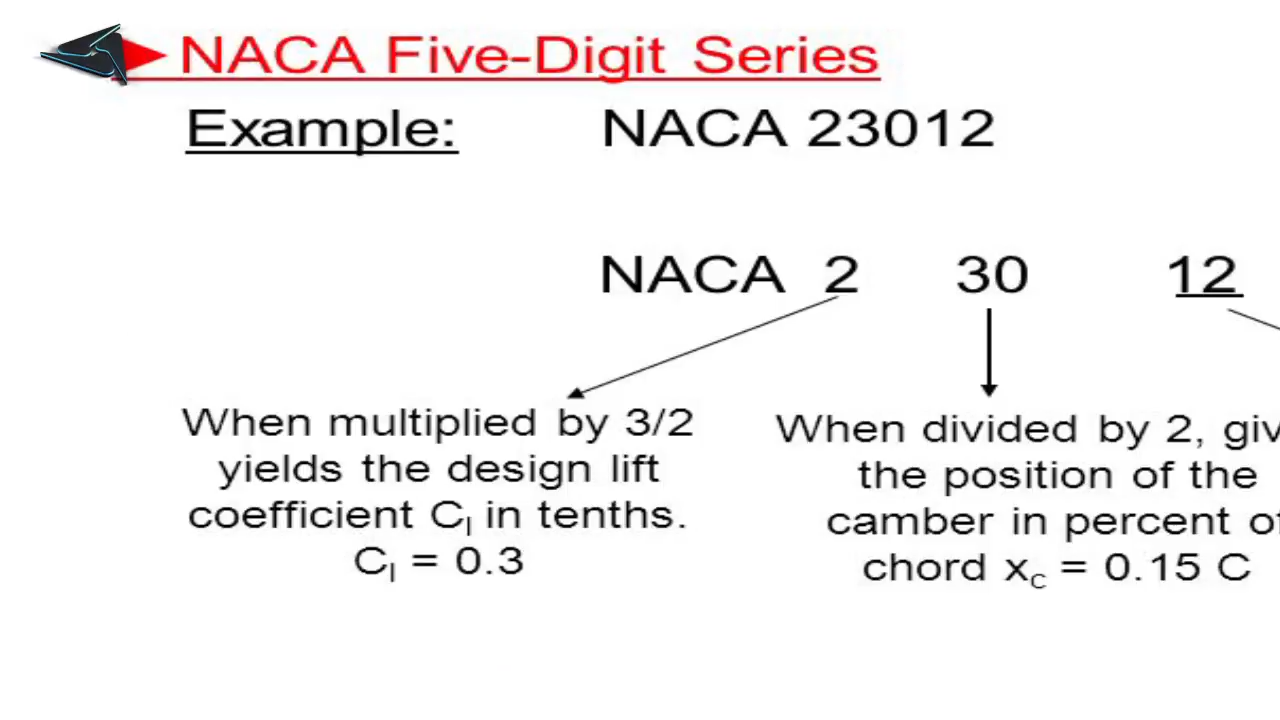 NACA Five-Digit Series
Example: NACA 23012
NACA 2 30 12
When multiplied by 3/2
yields the design lift
coefficient Cl in tenths.
Cl = 0.3
When divided by 2, giv
the position of the
camber in percent of
chord xc = 0.15 C